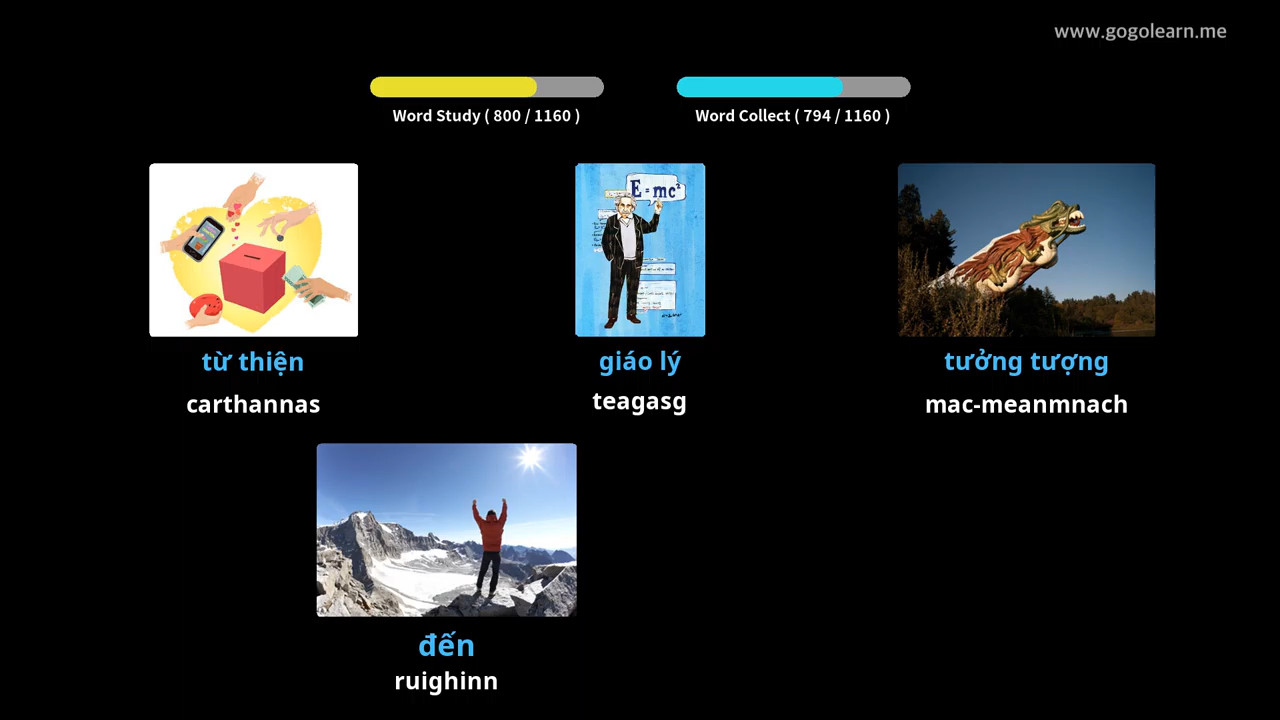 www.gogolearn.me
Word Study ( 800 / 1160 )
Word Collect ( 794 / 1160 )
E=mc²
từ thiện
giáo lý
tưởng tượng
carthannas
teagasg
mac-meanmnach
đến
ruighinn